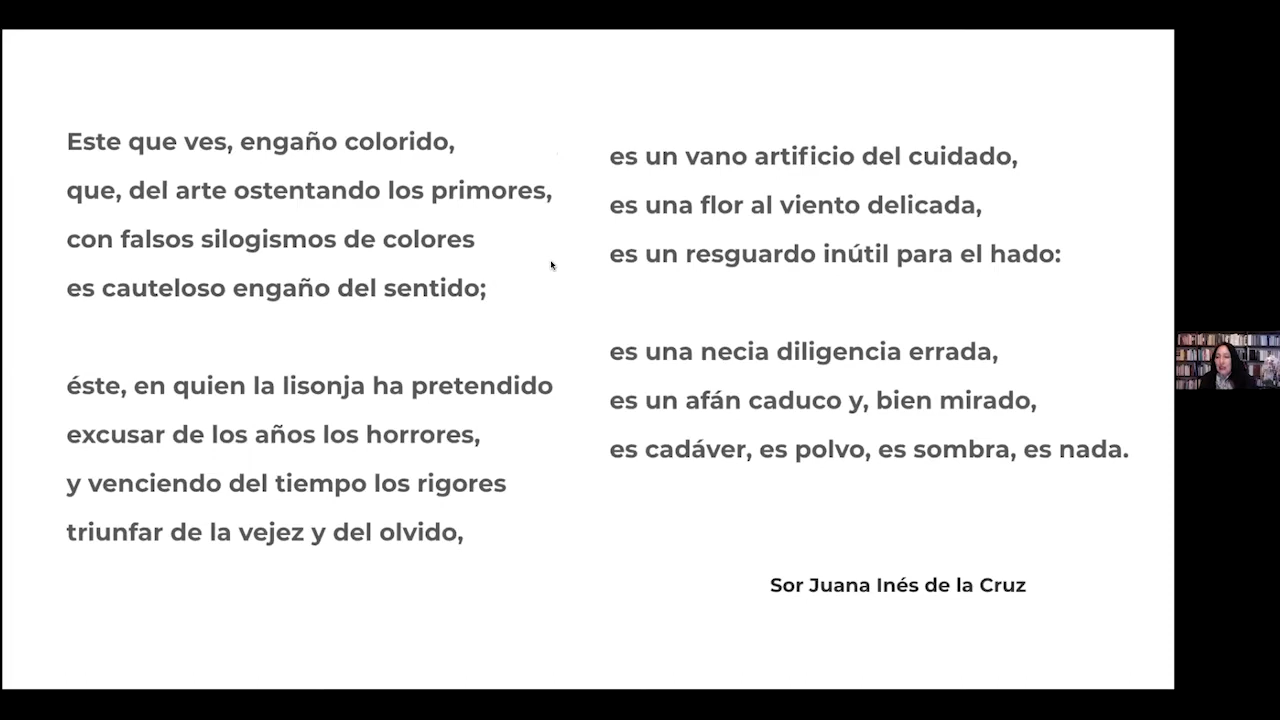 Este que ves, engaño colorido,
que, del arte ostentando los primores,
con falsos silogismos de colores
es cauteloso engaño del sentido;
éste, en quien la lisonja ha pretendido
excusar de los años los horrores,
y venciendo del tiempo los rigores
triunfar de la vejez y del olvido,
es un vano artificio del cuidado,
es una flor al viento delicada,
es un resguardo inútil para el hado:
es una necia diligencia errada,
es un afán caduco y, bien mirado,
es cadáver, es polvo, es sombra, es nada.
Sor Juana Inés de la Cruz